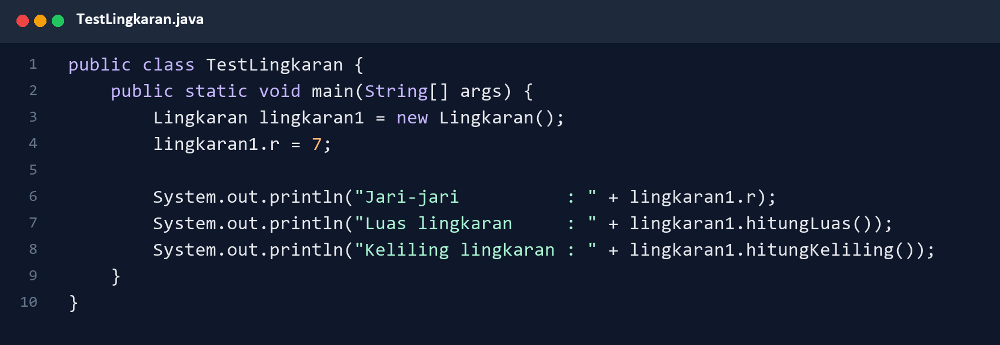 TestLingkaran.java
1 public class TestLingkaran {
2     public static void main(String[] args) {
3         Lingkaran lingkaran1 = new Lingkaran();
4         lingkaran1.r = 7;
5
6         System.out.println("Jari-jari          : " + lingkaran1.r);
7         System.out.println("Luas lingkaran     : " + lingkaran1.hitungLuas());
8         System.out.println("Keliling lingkaran : " + lingkaran1.hitungKeliling());
9     }
10 }